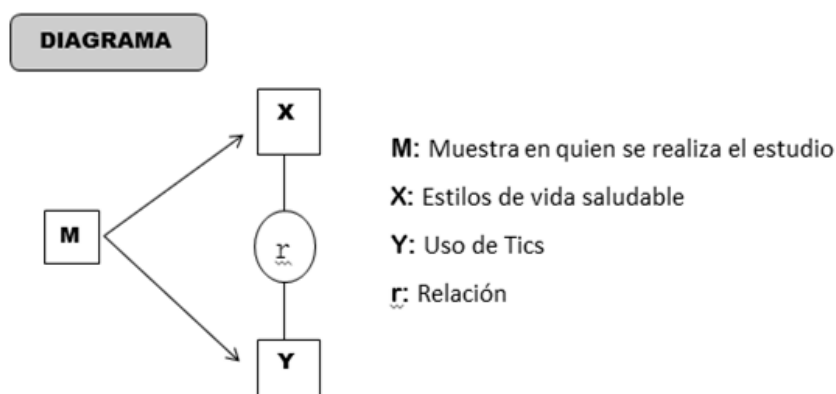 DIAGRAMA
X
M
r
Y
M: Muestra en quien se realiza el estudio
X: Estilos de vida saludable
Y: Uso de Tics
r: Relación